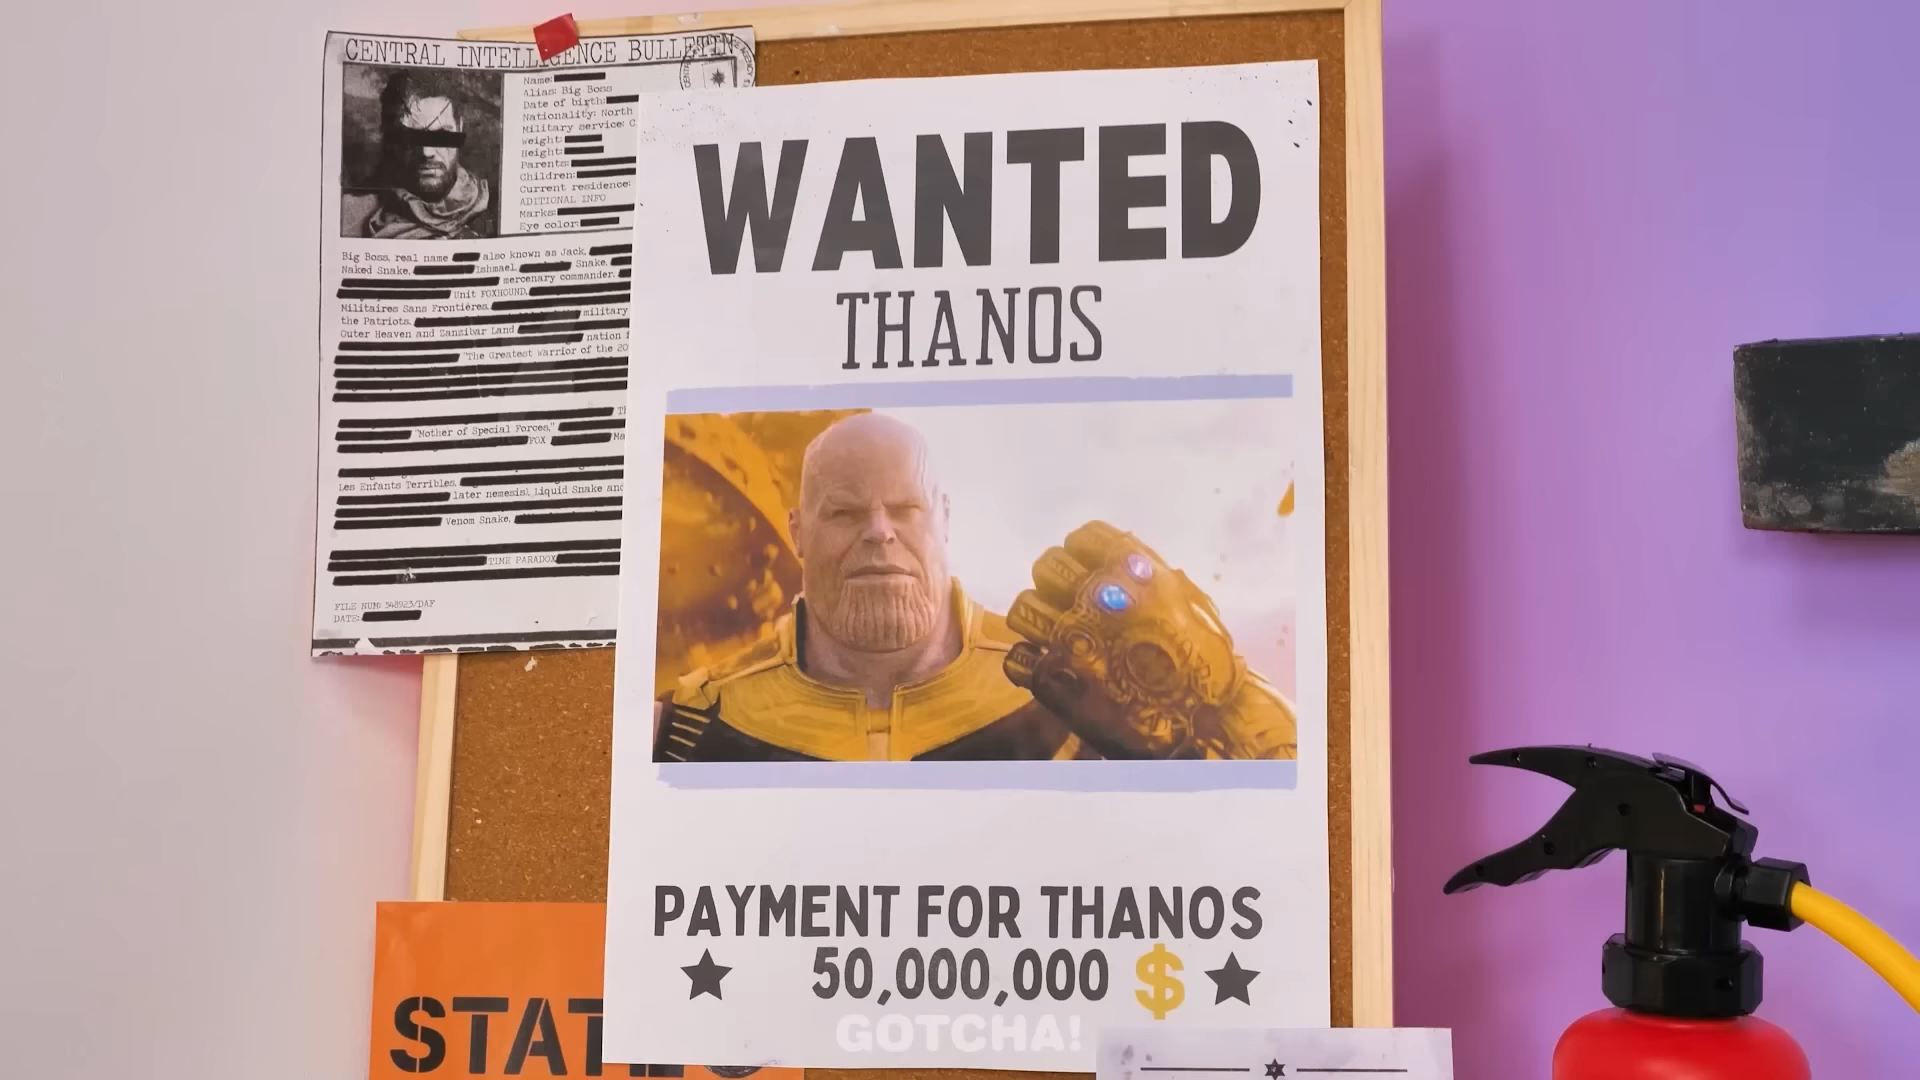 CENTRAL INTELLIGENCE BULLETIN
Name:
Alias: Big Boss
Date of birth:
Nationality: North
Military service: C
Weight:
Height:
Parents:
Children:
Current residence:
ADITIONAL INFO
Marks:
Eye color:
Big Boss, real name also known as Jack,
Naked Snake, Ishmael, Snake,
mercenary commander.
Unit FOXHOUND,
Militaires Sans Frontières, military
the Patriots.
Outer Heaven and Zanzibar Land
nation
"The Greatest Warrior of the 20
"Mother of Special Forces,"
FOX Ma
Les Enfants Terribles,
later nemesis), Liquid Snake and
Venom Snake,
TIME PARADOX
FILE NUM: 548923/DAF
DATE:
WANTED
THANOS
PAYMENT FOR THANOS
50,000,000 $
GOTCHA!